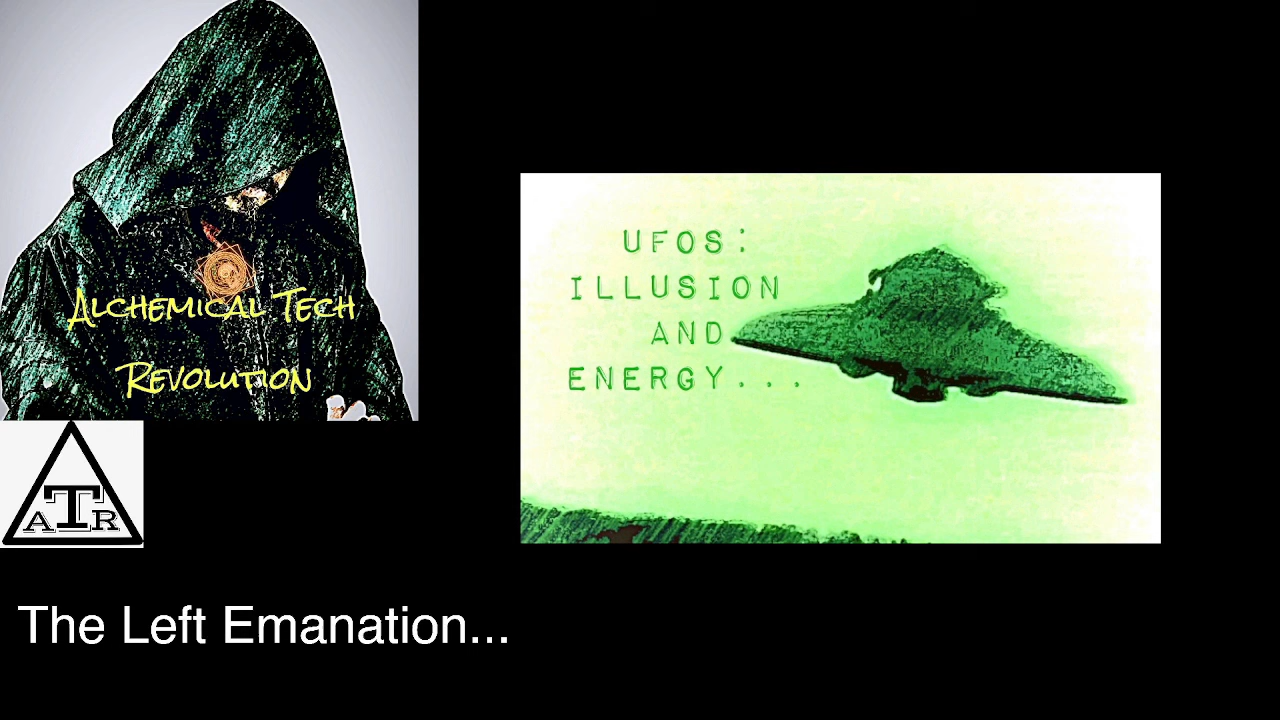 Alchemical Tech
Revolution
ATR
UFOS:
ILLUSION
AND
ENERGY...
The Left Emanation...